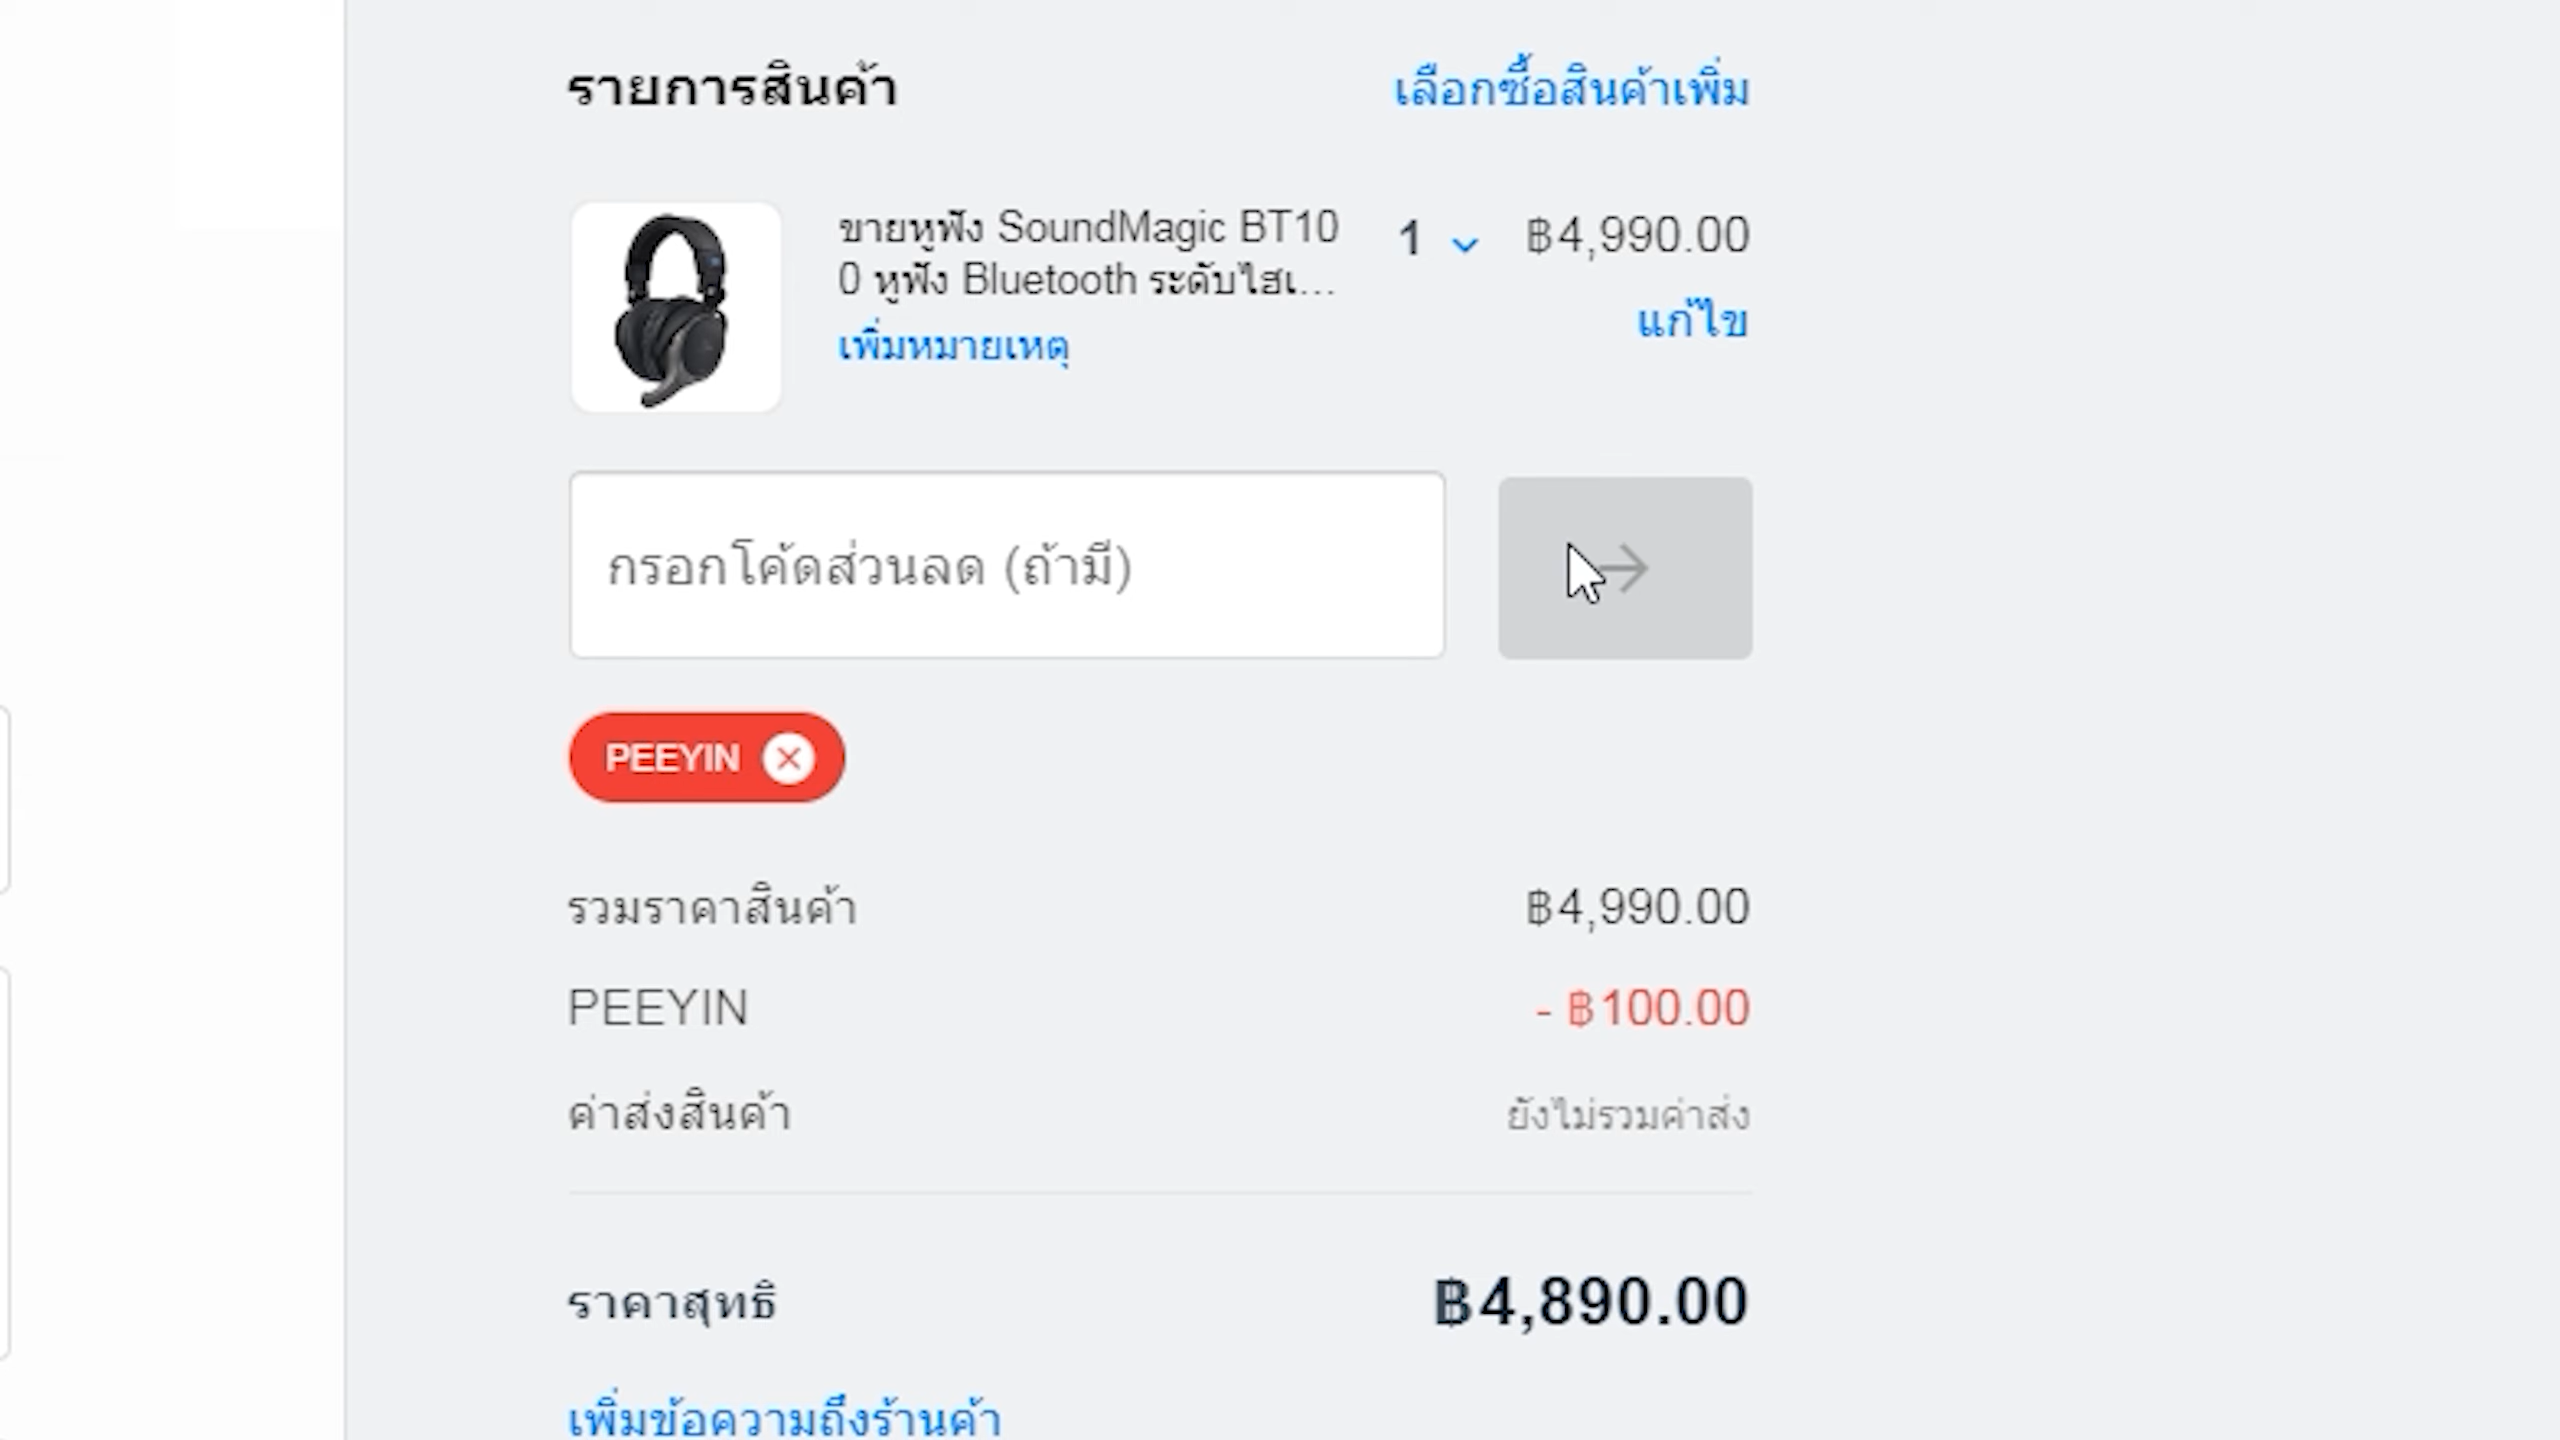 รายการสินค้า
เลือกซื้อสินค้าเพิ่ม
ขายหูฟัง SoundMagic BT10
0 หูฟัง Bluetooth ระดับไฮเ...
1
฿4,990.00
แก้ไข
เพิ่มหมายเหตุ
กรอกโค้ดส่วนลด (ถ้ามี)
PEEYIN
รวมราคาสินค้า ฿4,990.00
PEEYIN - ฿100.00
ค่าส่งสินค้า ยังไม่รวมค่าส่ง
ราคาสุทธิ ฿4,890.00
เพิ่มข้อความถึงร้านค้า